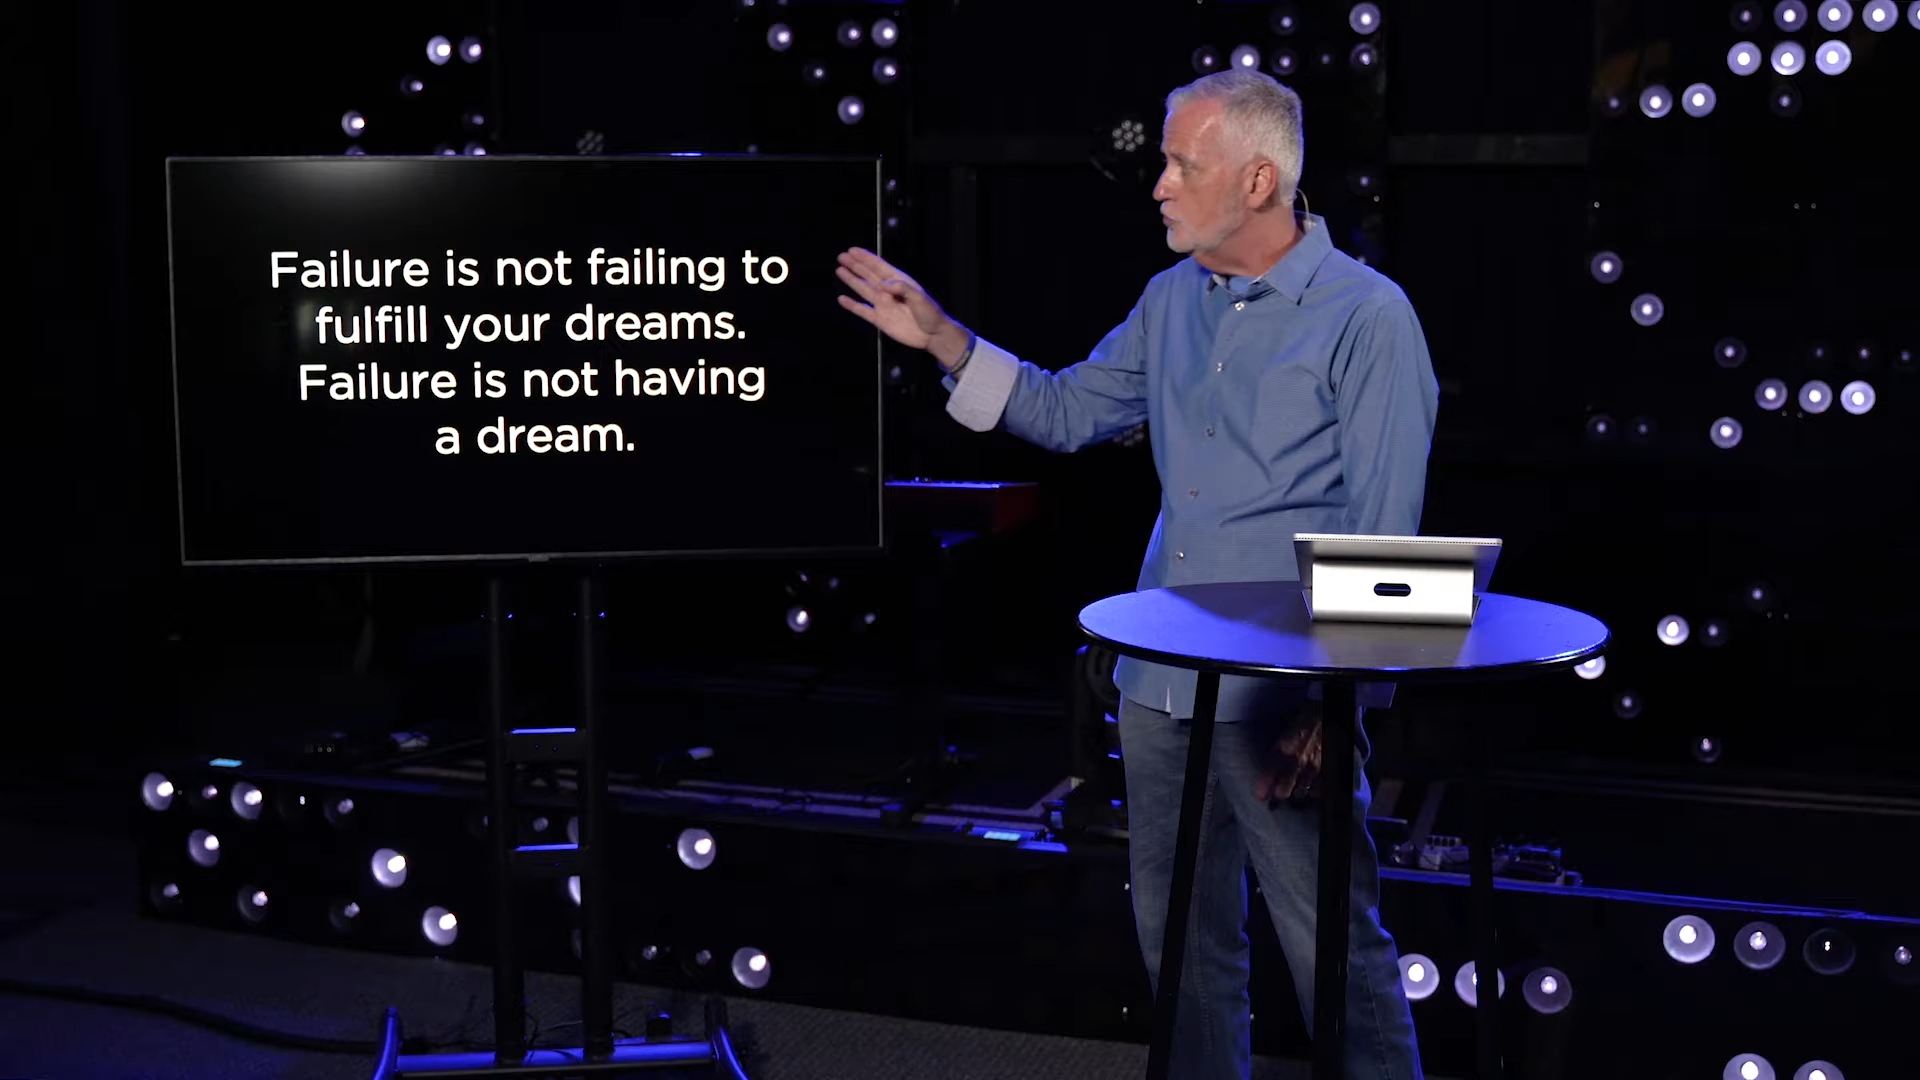 Failure is not failing to
fulfill your dreams.
Failure is not having
a dream.